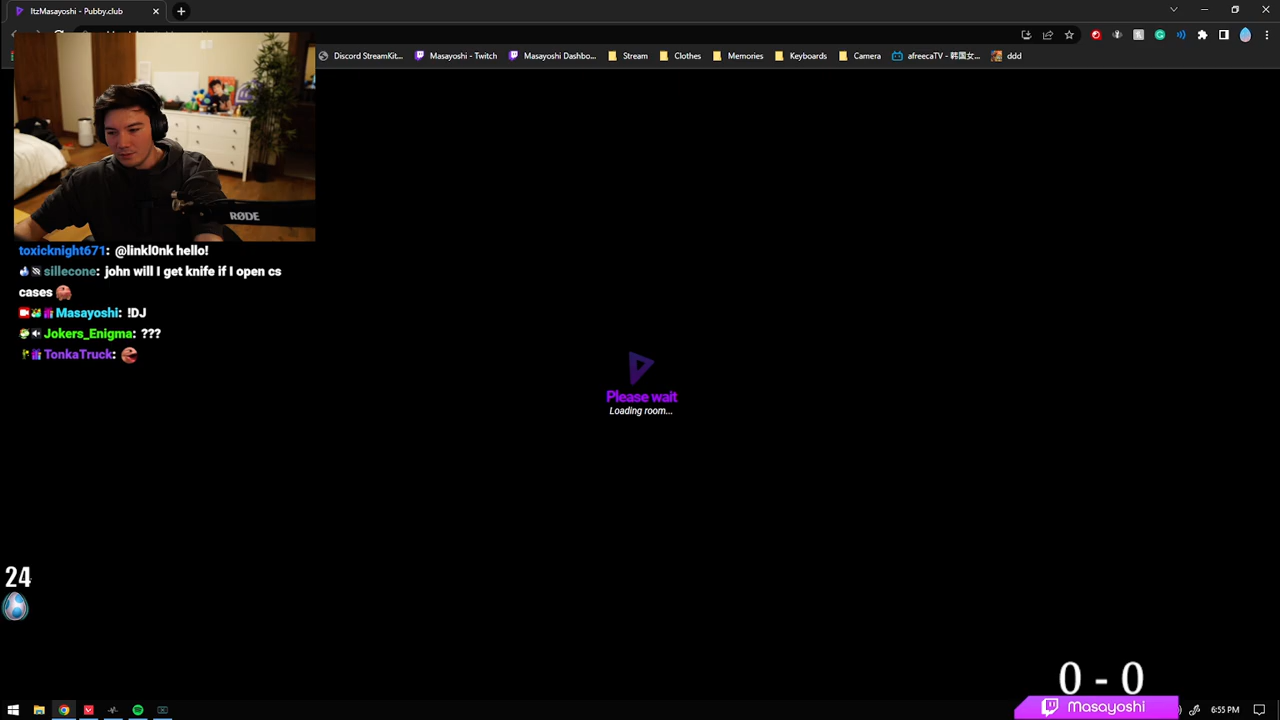 ItzMasayoshi - Pubby.club
Discord StreamKit...
Masayoshi - Twitch
Masayoshi Dashbo...
Stream
Clothes
Memories
Keyboards
Camera
afreecaTV - 韩国女...
ddd
RØDE
toxicknight671: @linkl0nk hello!
sillecone: john will I get knife if I open cs
cases
Masayoshi: !DJ
Jokers_Enigma: ???
TonkaTruck:
Please wait
Loading room...
24
0 - 0
Masayoshi
6:55 PM